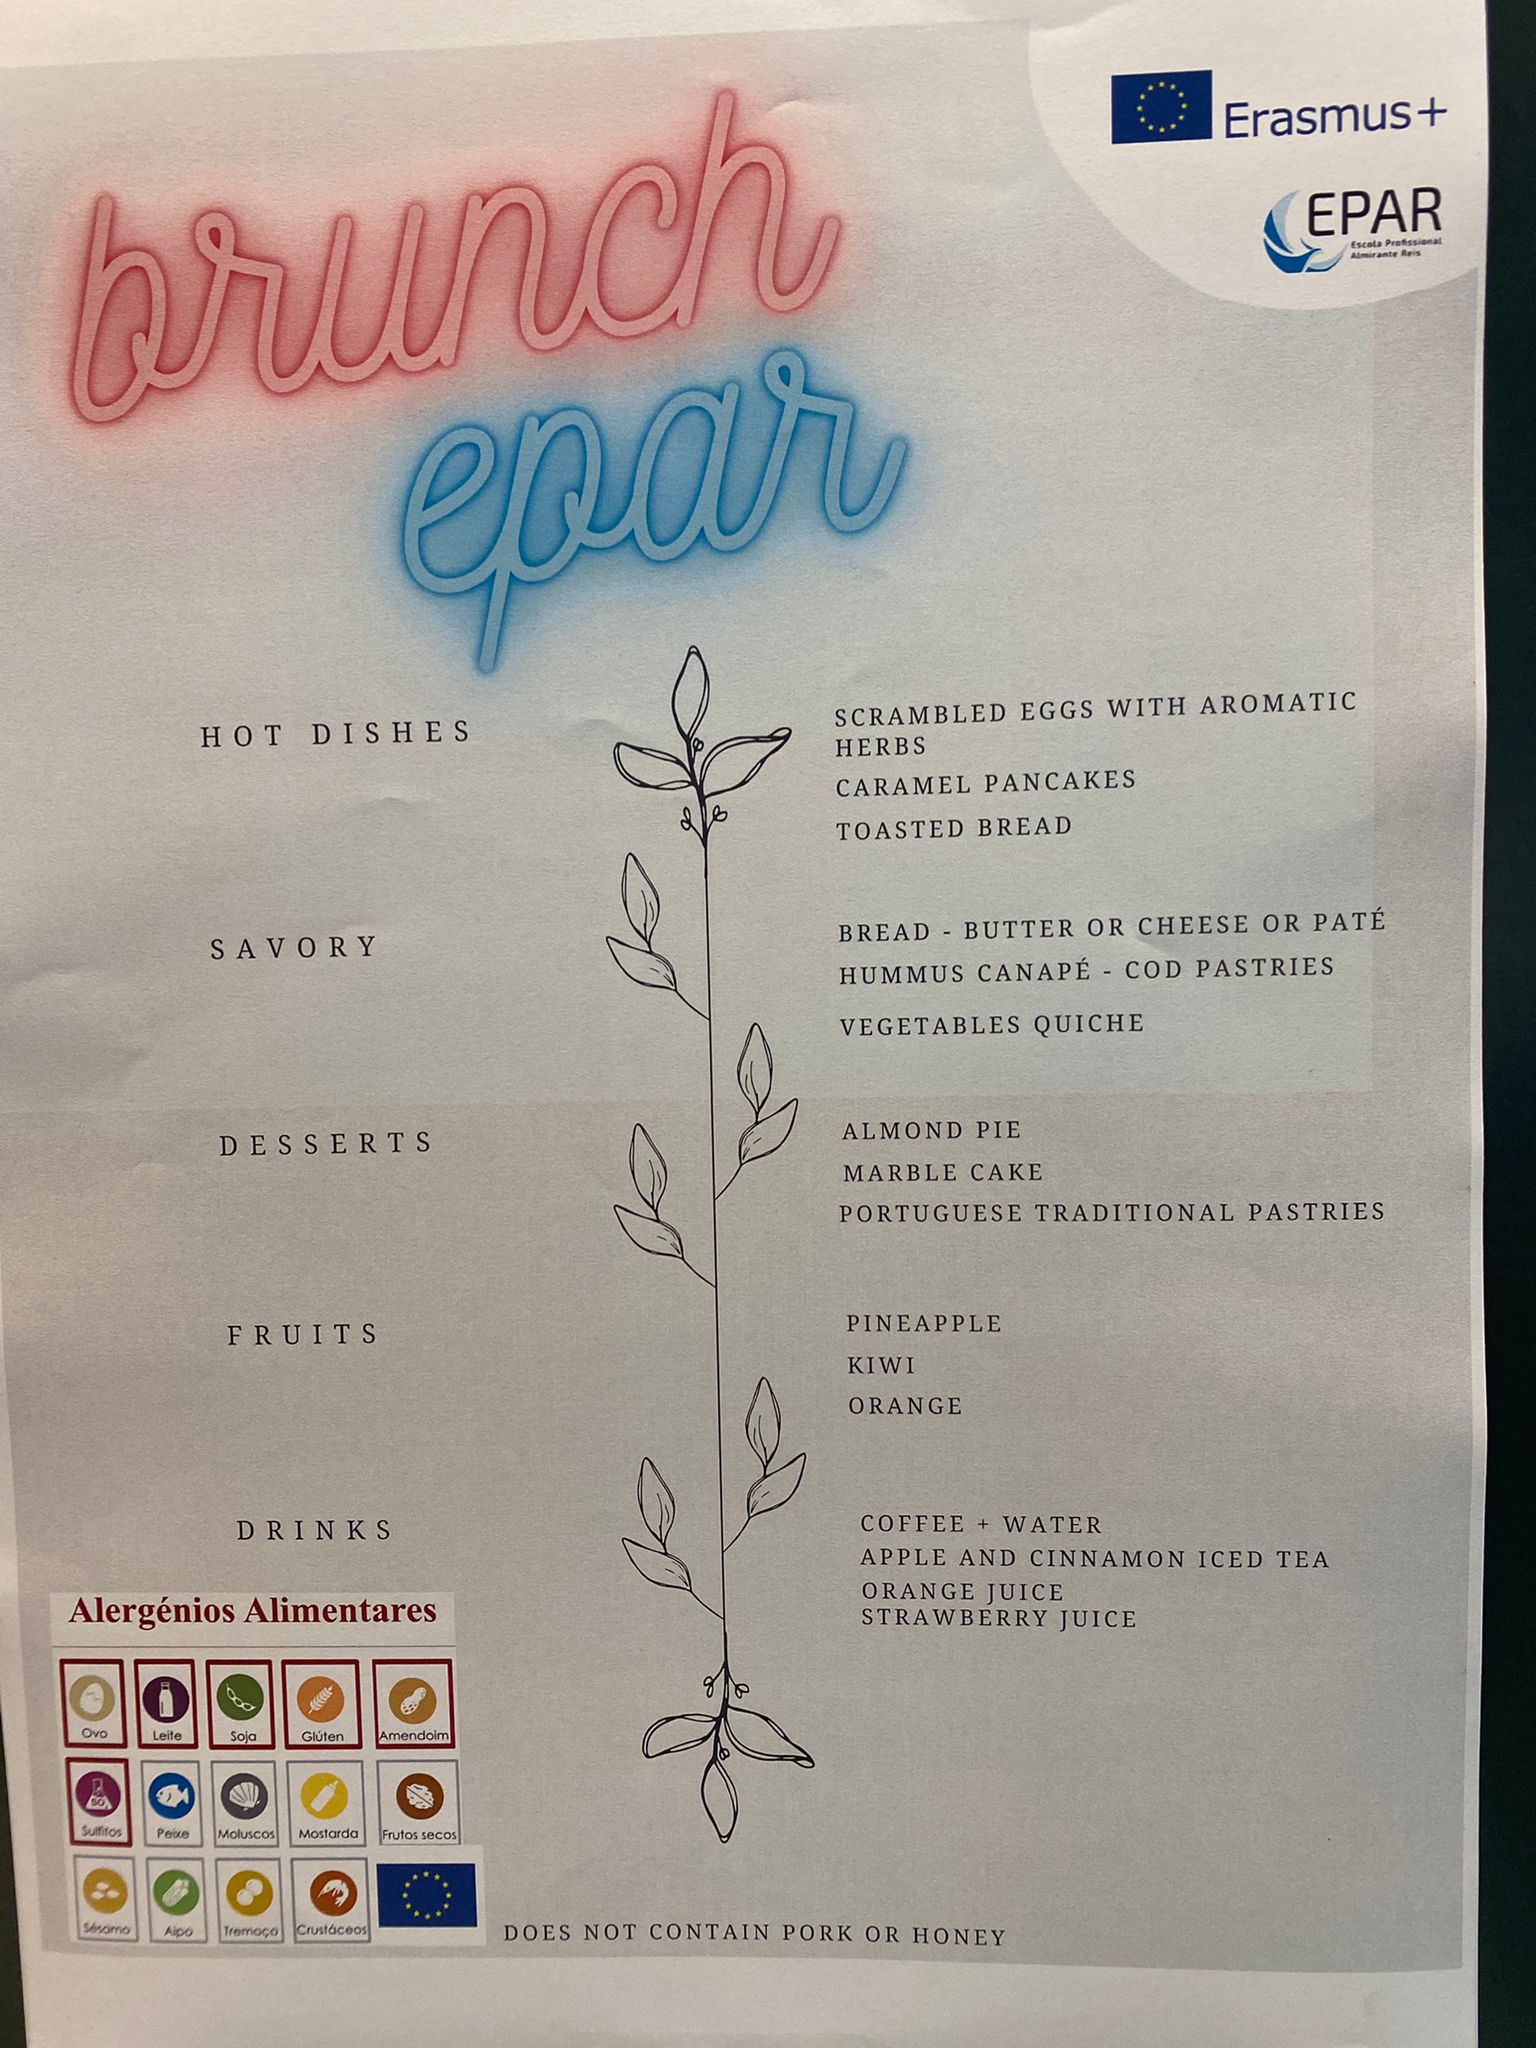 Erasmus+
EPAR
Escola Profissional
Almirante Reis
brunch
epar
HOT DISHES
SCRAMBLED EGGS WITH AROMATIC
HERBS
CARAMEL PANCAKES
TOASTED BREAD
SAVORY
BREAD - BUTTER OR CHEESE OR PATÉ
HUMMUS CANAPÉ - COD PASTRIES
VEGETABLES QUICHE
DESSERTS
ALMOND PIE
MARBLE CAKE
PORTUGUESE TRADITIONAL PASTRIES
FRUITS
PINEAPPLE
KIWI
ORANGE
DRINKS
COFFEE + WATER
APPLE AND CINNAMON ICED TEA
ORANGE JUICE
STRAWBERRY JUICE
Alergénios Alimentares
Ovo Leite Soja Glúten Amendoim
Sulfitos Peixe Moluscos Mostarda Frutos secos
Sésamo Aipo Tremoço Crustáceos
DOES NOT CONTAIN PORK OR HONEY